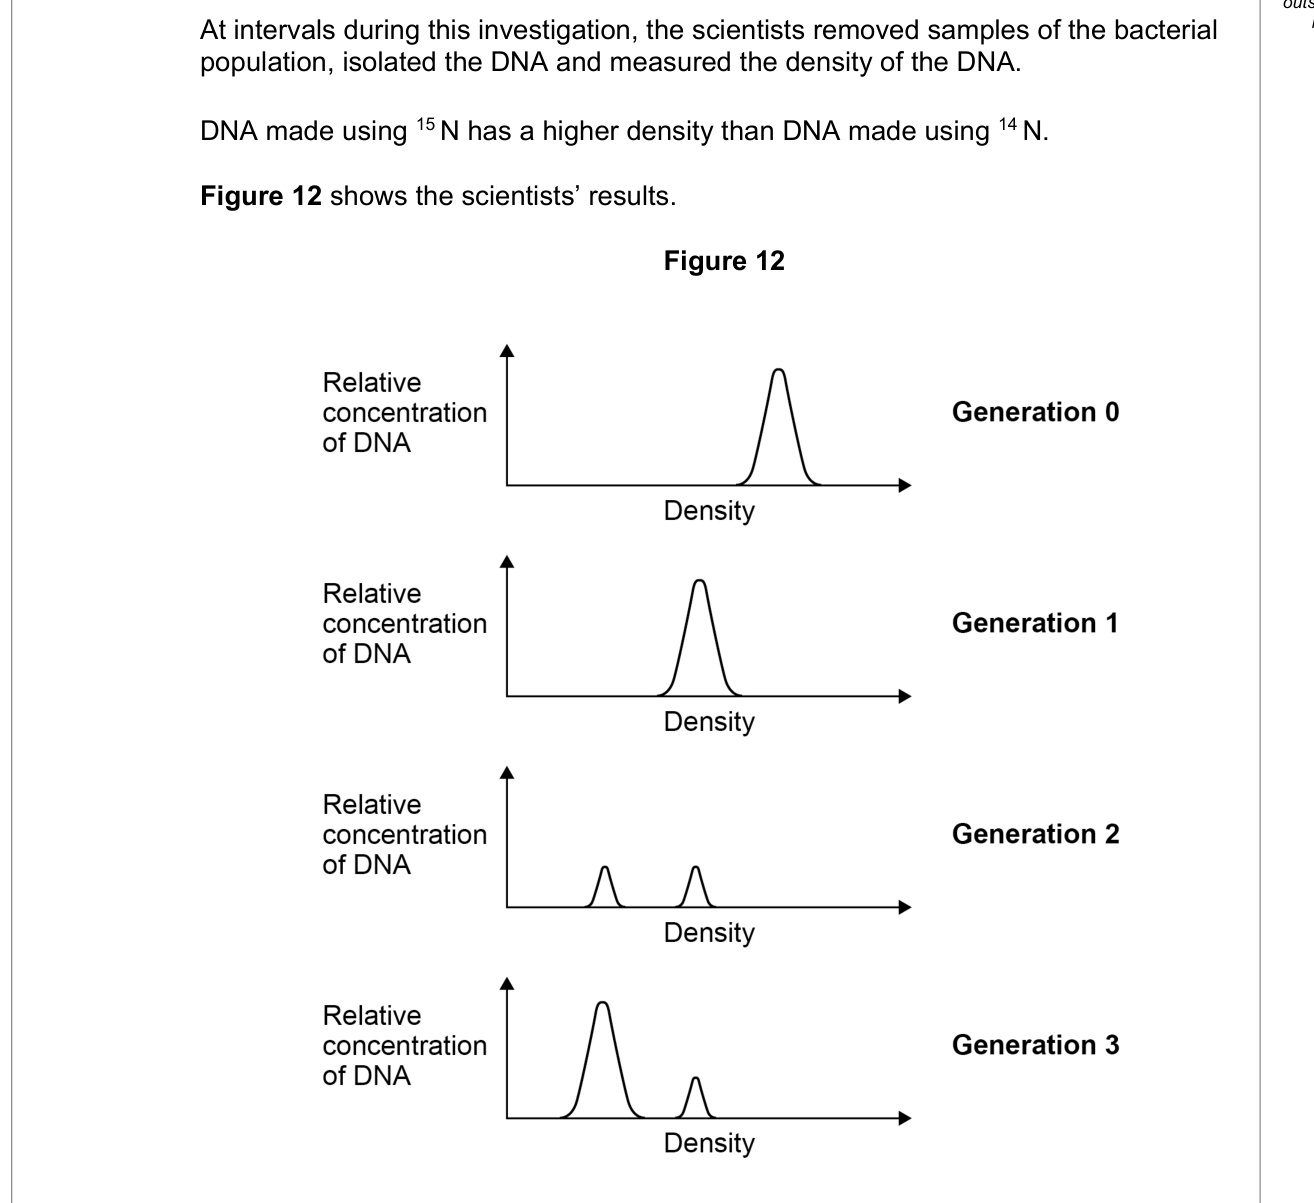 outs
At intervals during this investigation, the scientists removed samples of the bacterial
population, isolated the DNA and measured the density of the DNA.
DNA made using ¹⁵N has a higher density than DNA made using ¹⁴N.
Figure 12 shows the scientists’ results.
Figure 12
Relative
concentration
of DNA
Generation 0
Density
Relative
concentration
of DNA
Generation 1
Density
Relative
concentration
of DNA
Generation 2
Density
Relative
concentration
of DNA
Generation 3
Density